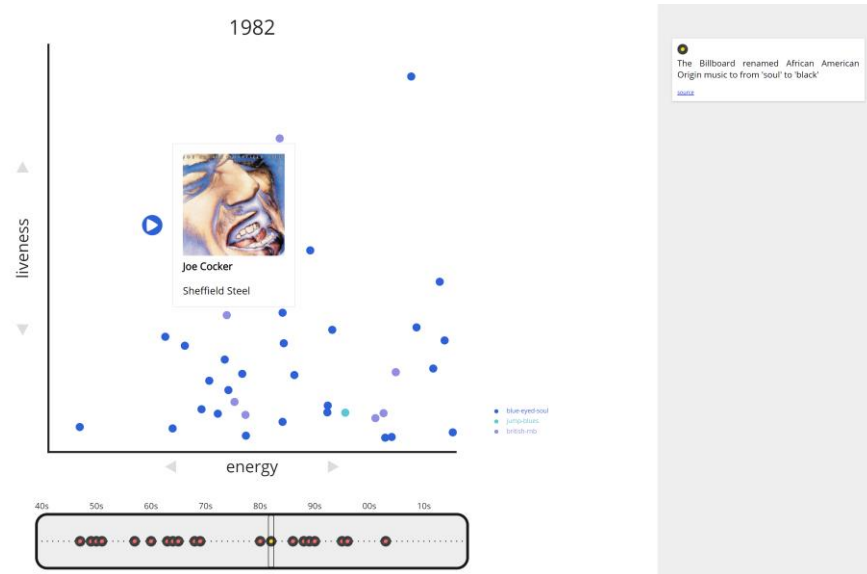 1982
The Billboard renamed African American
Origin music to from 'soul' to 'black'
source
liveness
Joe Cocker
Sheffield Steel
blue-eyed-soul
jump-blues
british-rnb
energy
40s 50s 60s 70s 80s 90s 00s 10s